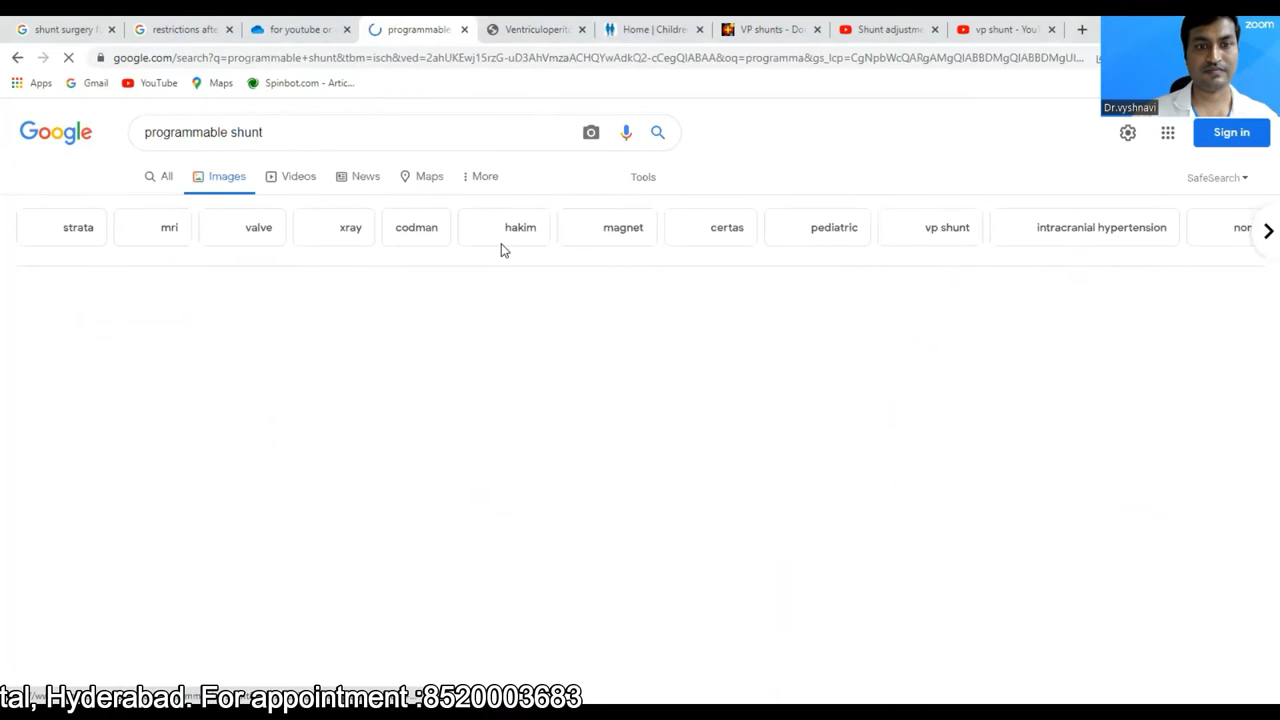 shunt surgery f
restrictions afte
for youtube or
programmable
Ventriculoperit
Home | Childre
VP shunts - Do
Shunt adjustme
vp shunt - You
zoom
google.com/search?q=programmable+shunt&tbm=isch&ved=2ahUKEwj15rzG-uD3AhVmzaACHQYwAdkQ2-cCegQIABAA&oq=programma&gs_lcp=CgNpbWcQARgAMgQIABBDMgQIABBDMgUI...
Apps
Gmail
YouTube
Maps
Spinbot.com - Artic...
Dr.vyshnavi
Google
programmable shunt
Sign in
All
Images
Videos
News
Maps
More
Tools
SafeSearch
strata
mri
valve
xray
codman
hakim
magnet
certas
pediatric
vp shunt
intracranial hypertension
nor
tal, Hyderabad. For appointment :8520003683